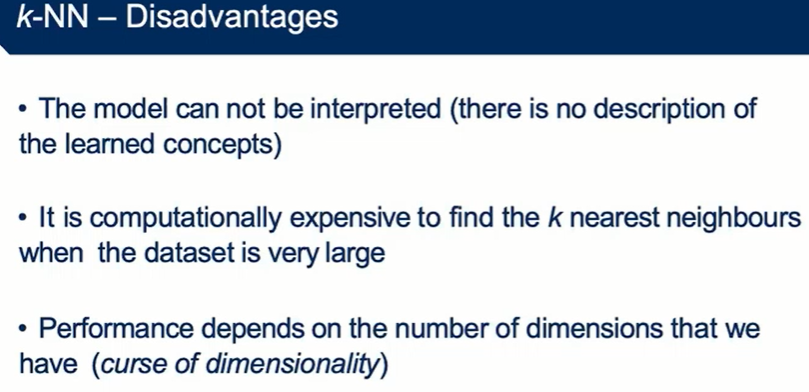 k-NN – Disadvantages
• The model can not be interpreted (there is no description of
the learned concepts)
• It is computationally expensive to find the k nearest neighbours
when the dataset is very large
• Performance depends on the number of dimensions that we
have (curse of dimensionality)